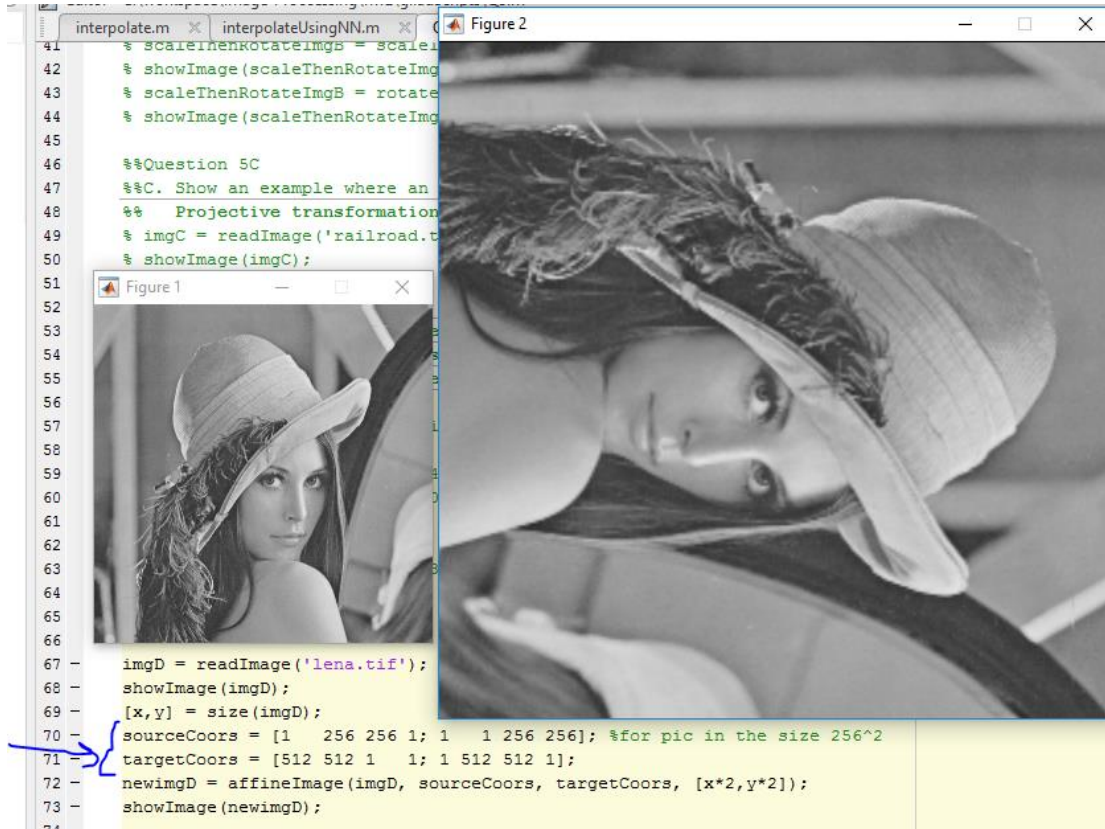 interpolate.m
interpolateUsingNN.m
Figure 2
41
42 % showImage(scaleThenRotateImg
43 % scaleThenRotateImgB = rotate
44 % showImage(scaleThenRotateImg
45
46 %%Question 5C
47 %%C. Show an example where an
48 %% Projective transformation
49 % imgC = readImage('railroad.t
50 % showImage(imgC);
51
Figure 1
52
53
54
55
56
57
58
59
60
61
62
63
64
65
66
67 - imgD = readImage('lena.tif');
68 - showImage(imgD);
69 - [x,y] = size(imgD);
70 - sourceCoors = [1 256 256 1; 1 1 256 256]; %for pic in the size 256^2
71 - targetCoors = [512 512 1 1; 1 512 512 1];
72 - newimgD = affineImage(imgD, sourceCoors, targetCoors, [x*2,y*2]);
73 - showImage(newimgD);